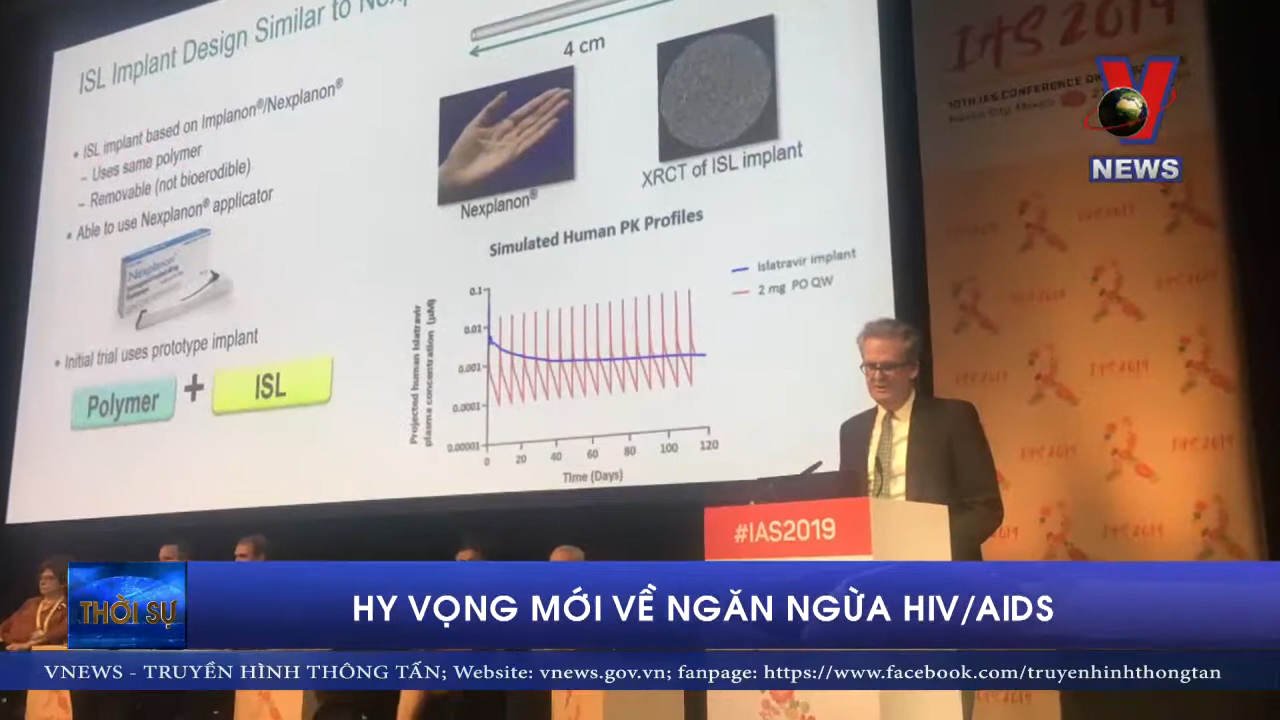 ISL Implant Design Similar to
4 cm
• ISL implant based on Implanon®/Nexplanon®
– Uses same polymer
– Removable (not bioerodible)
• Able to use Nexplanon® applicator
Nexplanon
• Initial trial uses prototype implant
Polymer + ISL
Nexplanon®
XRCT of ISL implant
Simulated Human PK Profiles
Islatravir implant
2 mg PO QW
Projected human Islatravir
plasma concentration (µM)
0.1
0.01
0.001
0.0001
0.00001
0 20 40 60 80 100 120
Time (Days)
IAS 2019
10TH IAS CONFERENCE
Mexico City, Mexico
V
NEWS
#IAS2019
THỜI SỰ
HY VỌNG MỚI VỀ NGĂN NGỪA HIV/AIDS
VNEWS - TRUYỀN HÌNH THÔNG TẤN; Website: vnews.gov.vn; fanpage: https://www.facebook.com/truyenhinhthongtan